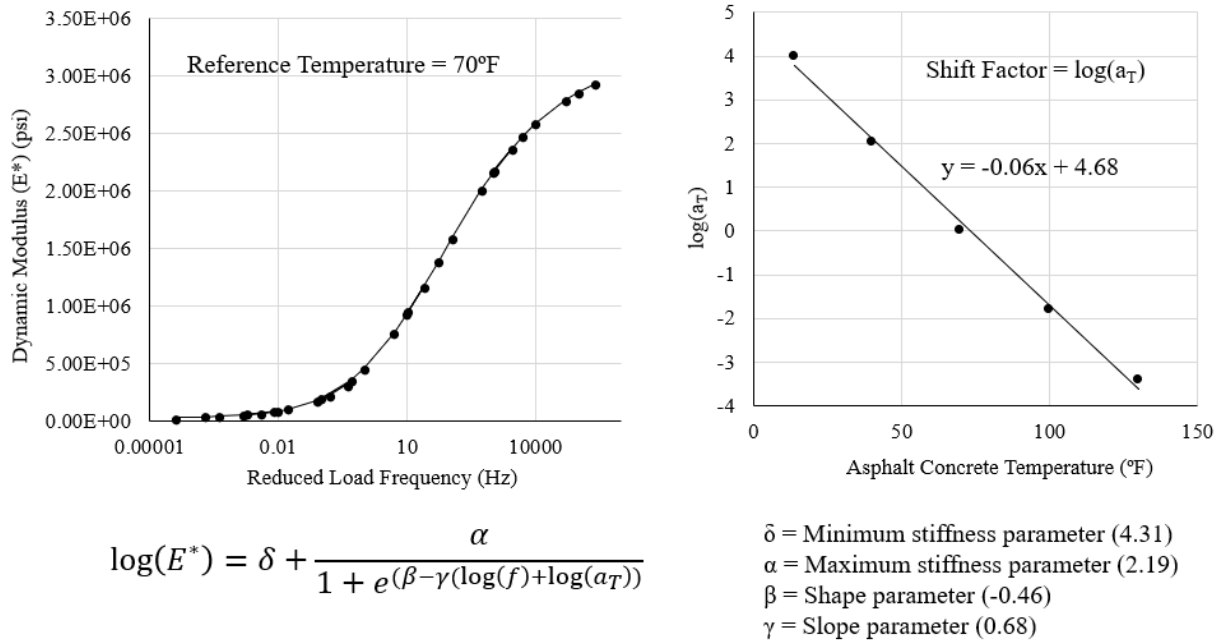 3.50E+06
3.00E+06
2.50E+06
2.00E+06
1.50E+06
1.00E+06
5.00E+05
0.00E+00
Dynamic Modulus (E*) (psi)
Reference Temperature = 70ºF
0.00001 0.01 10 10000
Reduced Load Frequency (Hz)
5
4
3
2
1
0
-1
-2
-3
-4
log(aT)
Shift Factor = log(aT)
y = -0.06x + 4.68
0 50 100 150
Asphalt Concrete Temperature (ºF)
log(E*) = δ + α / 1 + e^(β−γ(log(f)+log(aT))
δ = Minimum stiffness parameter (4.31)
α = Maximum stiffness parameter (2.19)
β = Shape parameter (-0.46)
γ = Slope parameter (0.68)